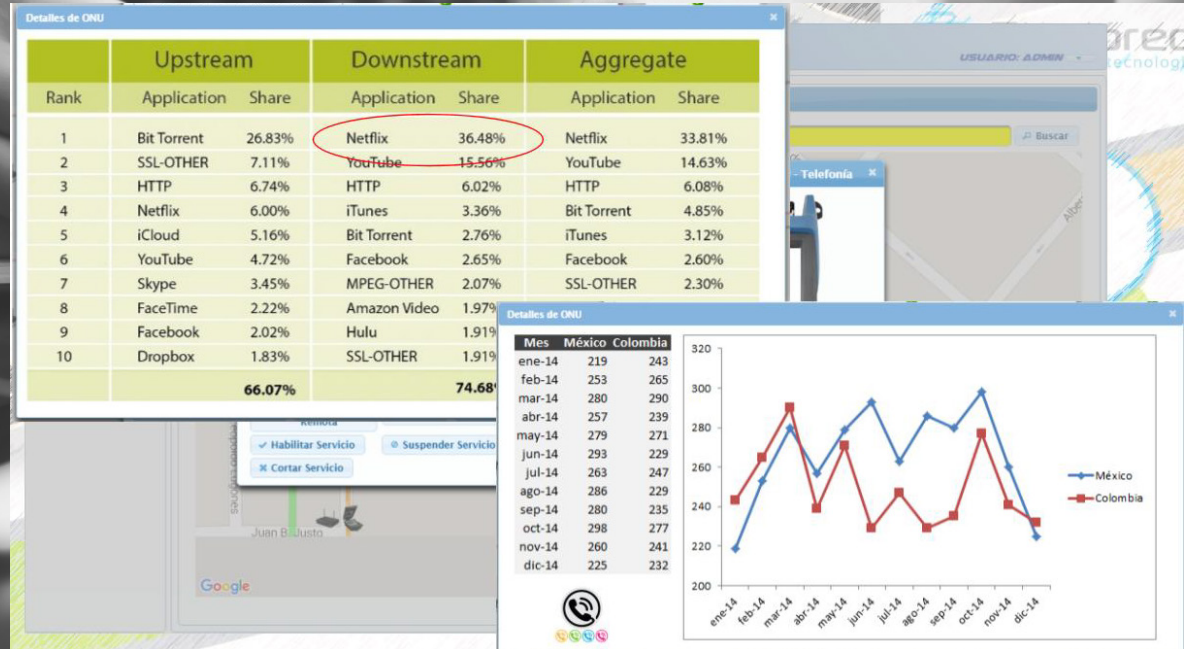 Detalles de ONU
Upstream Downstream Aggregate
Rank Application Share Application Share Application Share
1 Bit Torrent 26.83% Netflix 36.48% Netflix 33.81%
2 SSL-OTHER 7.11% YouTube 15.56% YouTube 14.63%
3 HTTP 6.74% HTTP 6.02% HTTP 6.08%
4 Netflix 6.00% iTunes 3.36% Bit Torrent 4.85%
5 iCloud 5.16% Bit Torrent 2.76% iTunes 3.12%
6 YouTube 4.72% Facebook 2.65% Facebook 2.60%
7 Skype 3.45% MPEG-OTHER 2.07% SSL-OTHER 2.30%
8 FaceTime 2.22% Amazon Video 1.97%
9 Facebook 2.02% Hulu 1.91%
10 Dropbox 1.83% SSL-OTHER 1.91%
66.07% 74.68
USUARIO: ADMIN
Buscar
- Telefonía
Remota
Habilitar Servicio Suspender Servicio
Cortar Servicio
Juan B. Justo
Google
Detalles de ONU
Mes México Colombia
ene-14 219 243
feb-14 253 265
mar-14 280 290
abr-14 257 239
may-14 279 271
jun-14 293 229
jul-14 263 247
ago-14 286 229
sep-14 280 235
oct-14 298 277
nov-14 260 241
dic-14 225 232
320
300
280
260
240
220
200
ene-14 feb-14 mar-14 abr-14 may-14 jun-14 jul-14 ago-14 sep-14 oct-14 nov-14 dic-14
México
Colombia